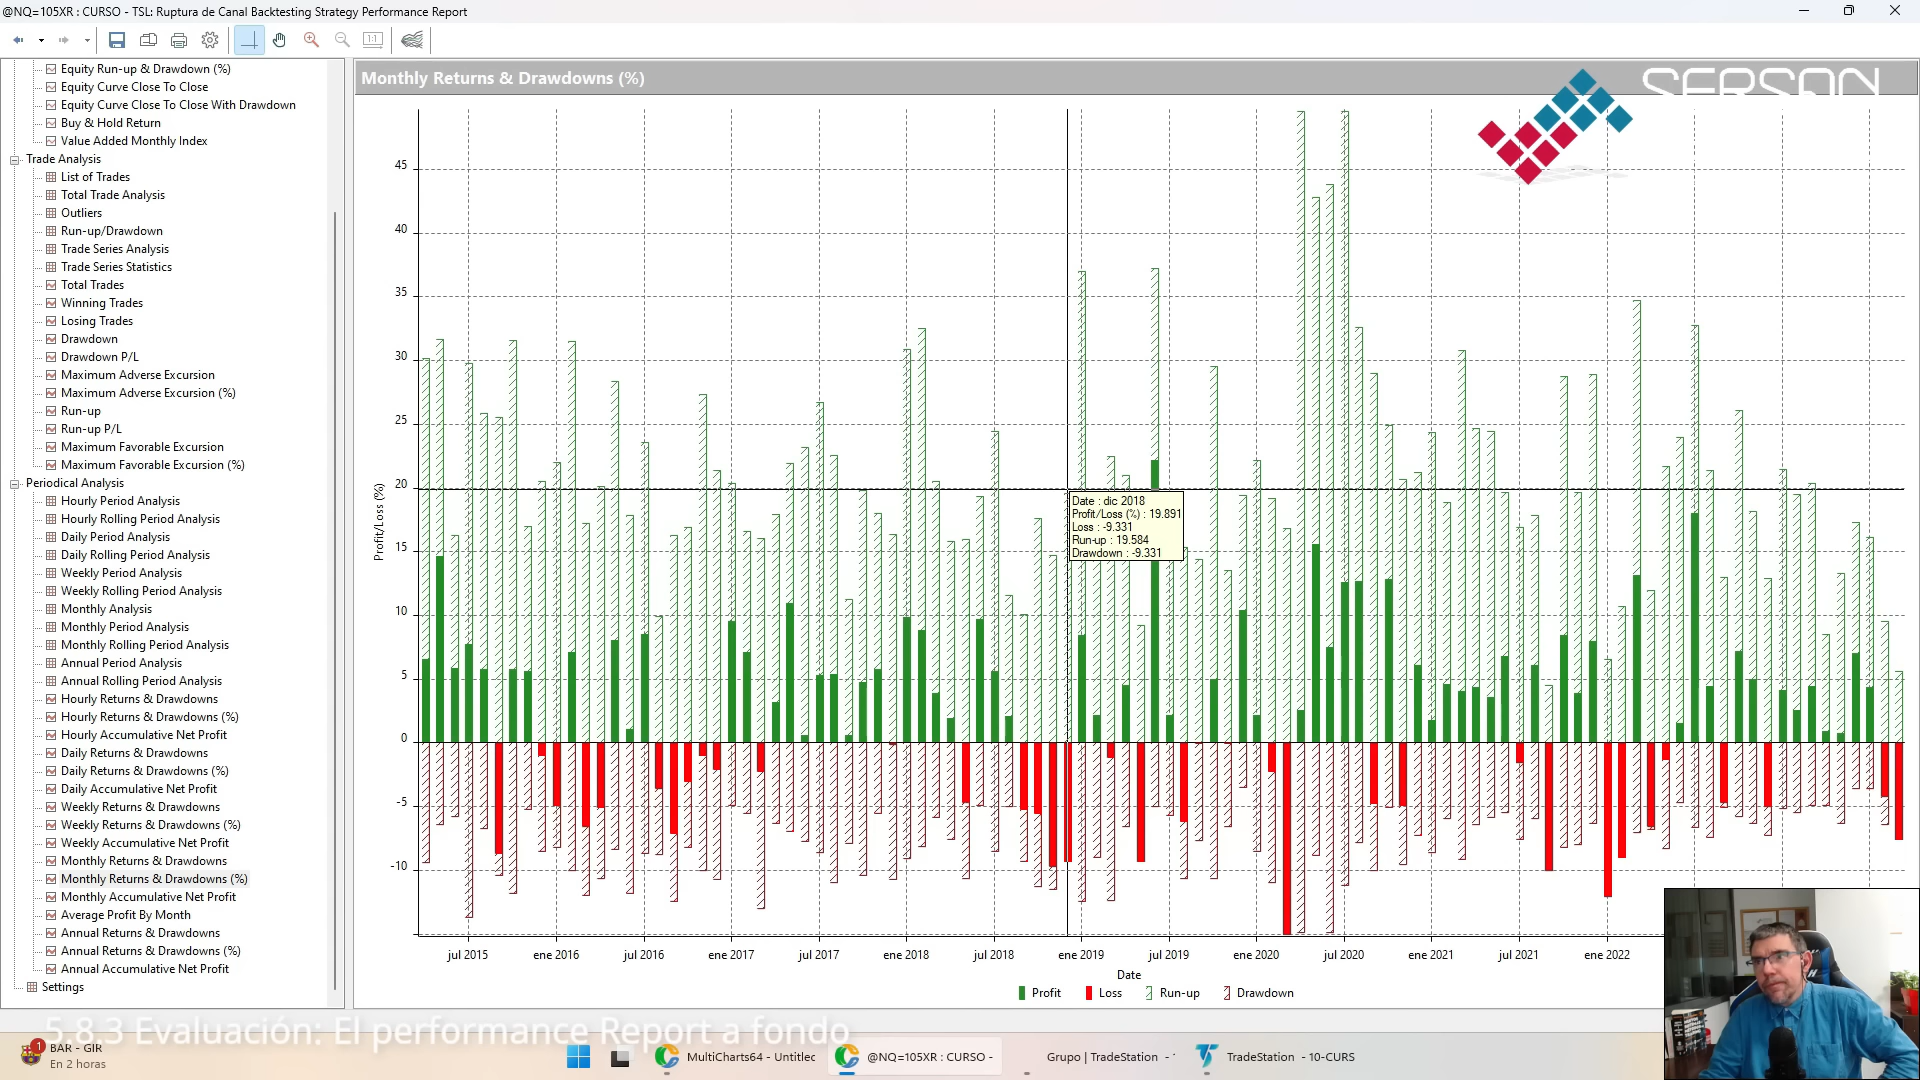 @NQ=105XR : CURSO - TSL: Ruptura de Canal Backtesting Strategy Performance Report
1:1
Equity Run-up & Drawdown (%)
Equity Curve Close To Close
Equity Curve Close To Close With Drawdown
Buy & Hold Return
Value Added Monthly Index
Trade Analysis
List of Trades
Total Trade Analysis
Outliers
Run-up/Drawdown
Trade Series Analysis
Trade Series Statistics
Total Trades
Winning Trades
Losing Trades
Drawdown
Drawdown P/L
Maximum Adverse Excursion
Maximum Adverse Excursion (%)
Run-up
Run-up P/L
Maximum Favorable Excursion
Maximum Favorable Excursion (%)
Periodical Analysis
Hourly Period Analysis
Hourly Rolling Period Analysis
Daily Period Analysis
Daily Rolling Period Analysis
Weekly Period Analysis
Weekly Rolling Period Analysis
Monthly Analysis
Monthly Period Analysis
Monthly Rolling Period Analysis
Annual Period Analysis
Annual Rolling Period Analysis
Hourly Returns & Drawdowns
Hourly Returns & Drawdowns (%)
Hourly Accumulative Net Profit
Daily Returns & Drawdowns
Daily Returns & Drawdowns (%)
Daily Accumulative Net Profit
Weekly Returns & Drawdowns
Weekly Returns & Drawdowns (%)
Weekly Accumulative Net Profit
Monthly Returns & Drawdowns
Monthly Returns & Drawdowns (%)
Monthly Accumulative Net Profit
Average Profit By Month
Annual Returns & Drawdowns
Annual Returns & Drawdowns (%)
Annual Accumulative Net Profit
Settings
Monthly Returns & Drawdowns (%)
SERSAN
45
40
35
30
25
20
15
10
5
0
-5
-10
Profit/Loss (%)
Date : dic 2018
Profit/Loss (%) : 19.891
Loss : -9.331
Run-up : 19.584
Drawdown : -9.331
jul 2015 ene 2016 jul 2016 ene 2017 jul 2017 ene 2018 jul 2018 ene 2019 jul 2019 ene 2020 jul 2020 ene 2021 jul 2021 ene 2022
Date
Profit Loss Run-up Drawdown
5.8.3 Evaluación: El performance Report a fondo
1
BAR - GIR
En 2 horas
MultiCharts64 - Untitlec
@NQ=105XR : CURSO -
Grupo | TradeStation -
TradeStation - 10-CURS